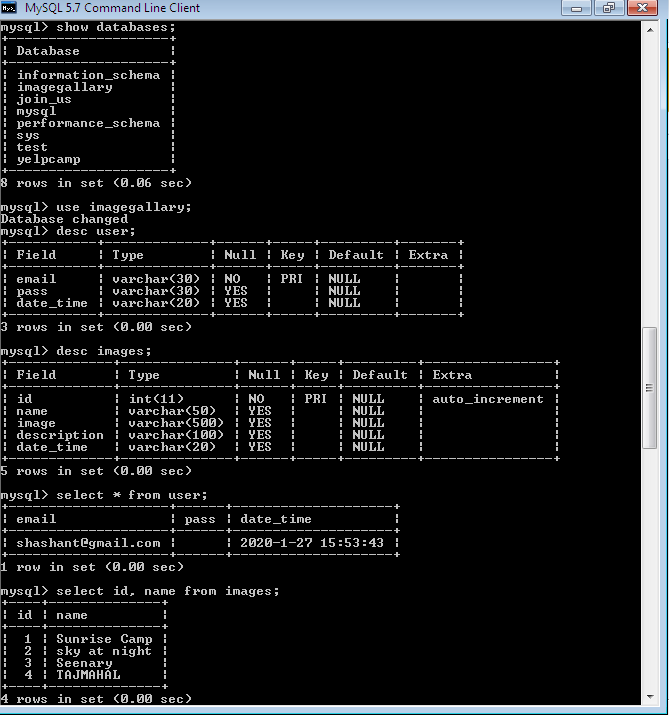 MySQL 5.7 Command Line Client
mysql> show databases;
+--------------------+
| Database           |
+--------------------+
| information_schema |
| imagegallary       |
| join_us            |
| mysql              |
| performance_schema |
| sys                |
| test               |
| yelpcamp           |
+--------------------+
8 rows in set (0.06 sec)
mysql> use imagegallary;
Database changed
mysql> desc user;
+-----------+-------------+------+-----+---------+-------+
| Field     | Type        | Null | Key | Default | Extra |
+-----------+-------------+------+-----+---------+-------+
| email     | varchar(30) | NO   | PRI | NULL    |       |
| pass      | varchar(30) | YES  |     | NULL    |       |
| date_time | varchar(20) | YES  |     | NULL    |       |
+-----------+-------------+------+-----+---------+-------+
3 rows in set (0.00 sec)
mysql> desc images;
+-------------+--------------+------+-----+---------+----------------+
| Field       | Type         | Null | Key | Default | Extra          |
+-------------+--------------+------+-----+---------+----------------+
| id          | int(11)      | NO   | PRI | NULL    | auto_increment |
| name        | varchar(50)  | YES  |     | NULL    |                |
| image       | varchar(500) | YES  |     | NULL    |                |
| description | varchar(100) | YES  |     | NULL    |                |
| date_time   | varchar(20)  | YES  |     | NULL    |                |
+-------------+--------------+------+-----+---------+----------------+
5 rows in set (0.00 sec)
mysql> select * from user;
+--------------------+------+--------------------+
| email              | pass | date_time          |
+--------------------+------+--------------------+
| shashant@gmail.com |      | 2020-1-27 15:53:43 |
+--------------------+------+--------------------+
1 row in set (0.00 sec)
mysql> select id, name from images;
+----+--------------+
| id | name         |
+----+--------------+
|  1 | Sunrise Camp |
|  2 | sky at night |
|  3 | Seenary      |
|  4 | TAJMAHAL     |
+----+--------------+
4 rows in set (0.00 sec)